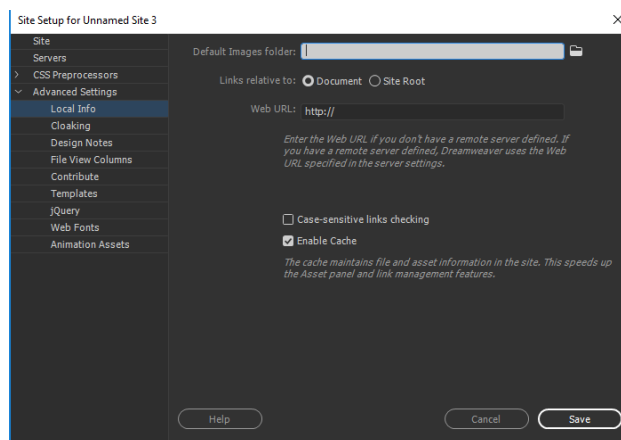 Site Setup for Unnamed Site 3
Site
Servers
CSS Preprocessors
Advanced Settings
Local Info
Cloaking
Design Notes
File View Columns
Contribute
Templates
jQuery
Web Fonts
Animation Assets
Default Images folder:
Links relative to: Document Site Root
Web URL: http://
Enter the Web URL if you don't have a remote server defined. If
you have a remote server defined, Dreamweaver uses the Web
URL specified in the server settings.
Case-sensitive links checking
Enable Cache
The cache maintains file and asset information in the site. This speeds up
the Asset panel and link management features.
Help Cancel Save